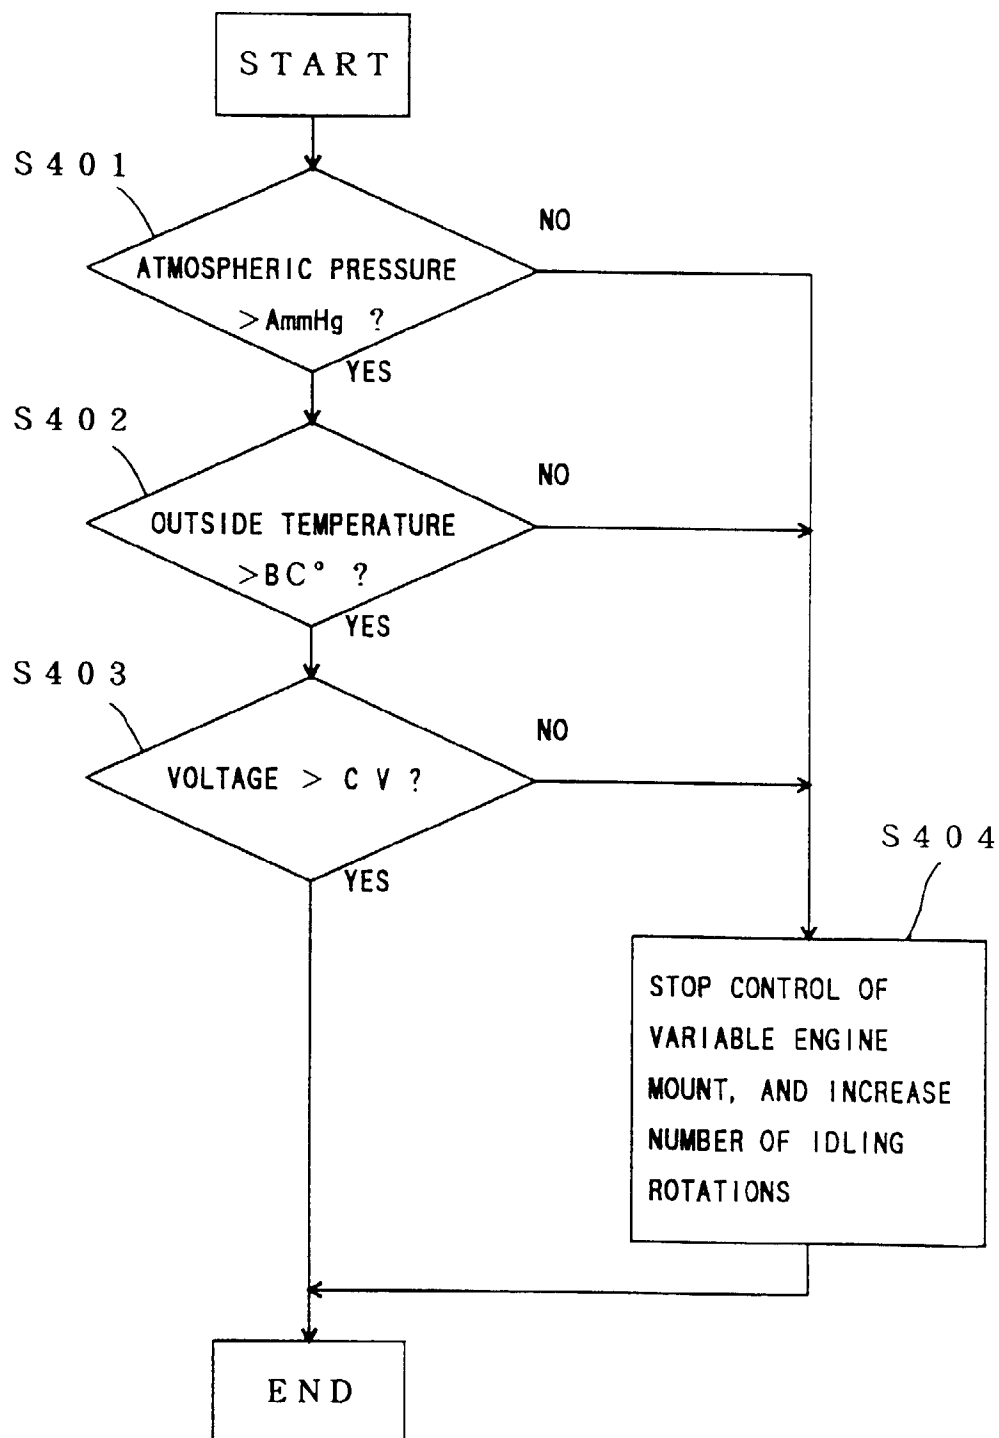 START
S401
NO
ATMOSPHERIC PRESSURE
>AmmHg ?
YES
S402
NO
OUTSIDE TEMPERATURE
>BC° ?
YES
S403
NO
VOLTAGE > C V ?
YES
S404
STOP CONTROL OF
VARIABLE ENGINE
MOUNT, AND INCREASE
NUMBER OF IDLING
ROTATIONS
END